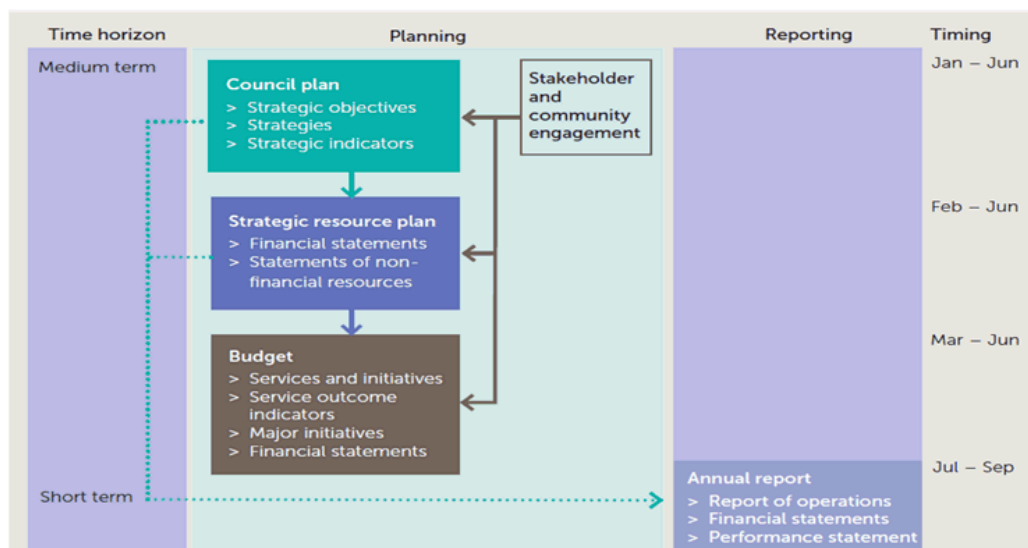 Time horizon
Planning
Reporting
Timing
Medium term
Jan – Jun
Council plan
> Strategic objectives
> Strategies
> Strategic indicators
Stakeholder
and
community
engagement
Feb – Jun
Strategic resource plan
> Financial statements
> Statements of non-
financial resources
Mar – Jun
Budget
> Services and initiatives
> Service outcome
indicators
> Major initiatives
> Financial statements
Jul – Sep
Short term
Annual report
> Report of operations
> Financial statements
> Performance statement